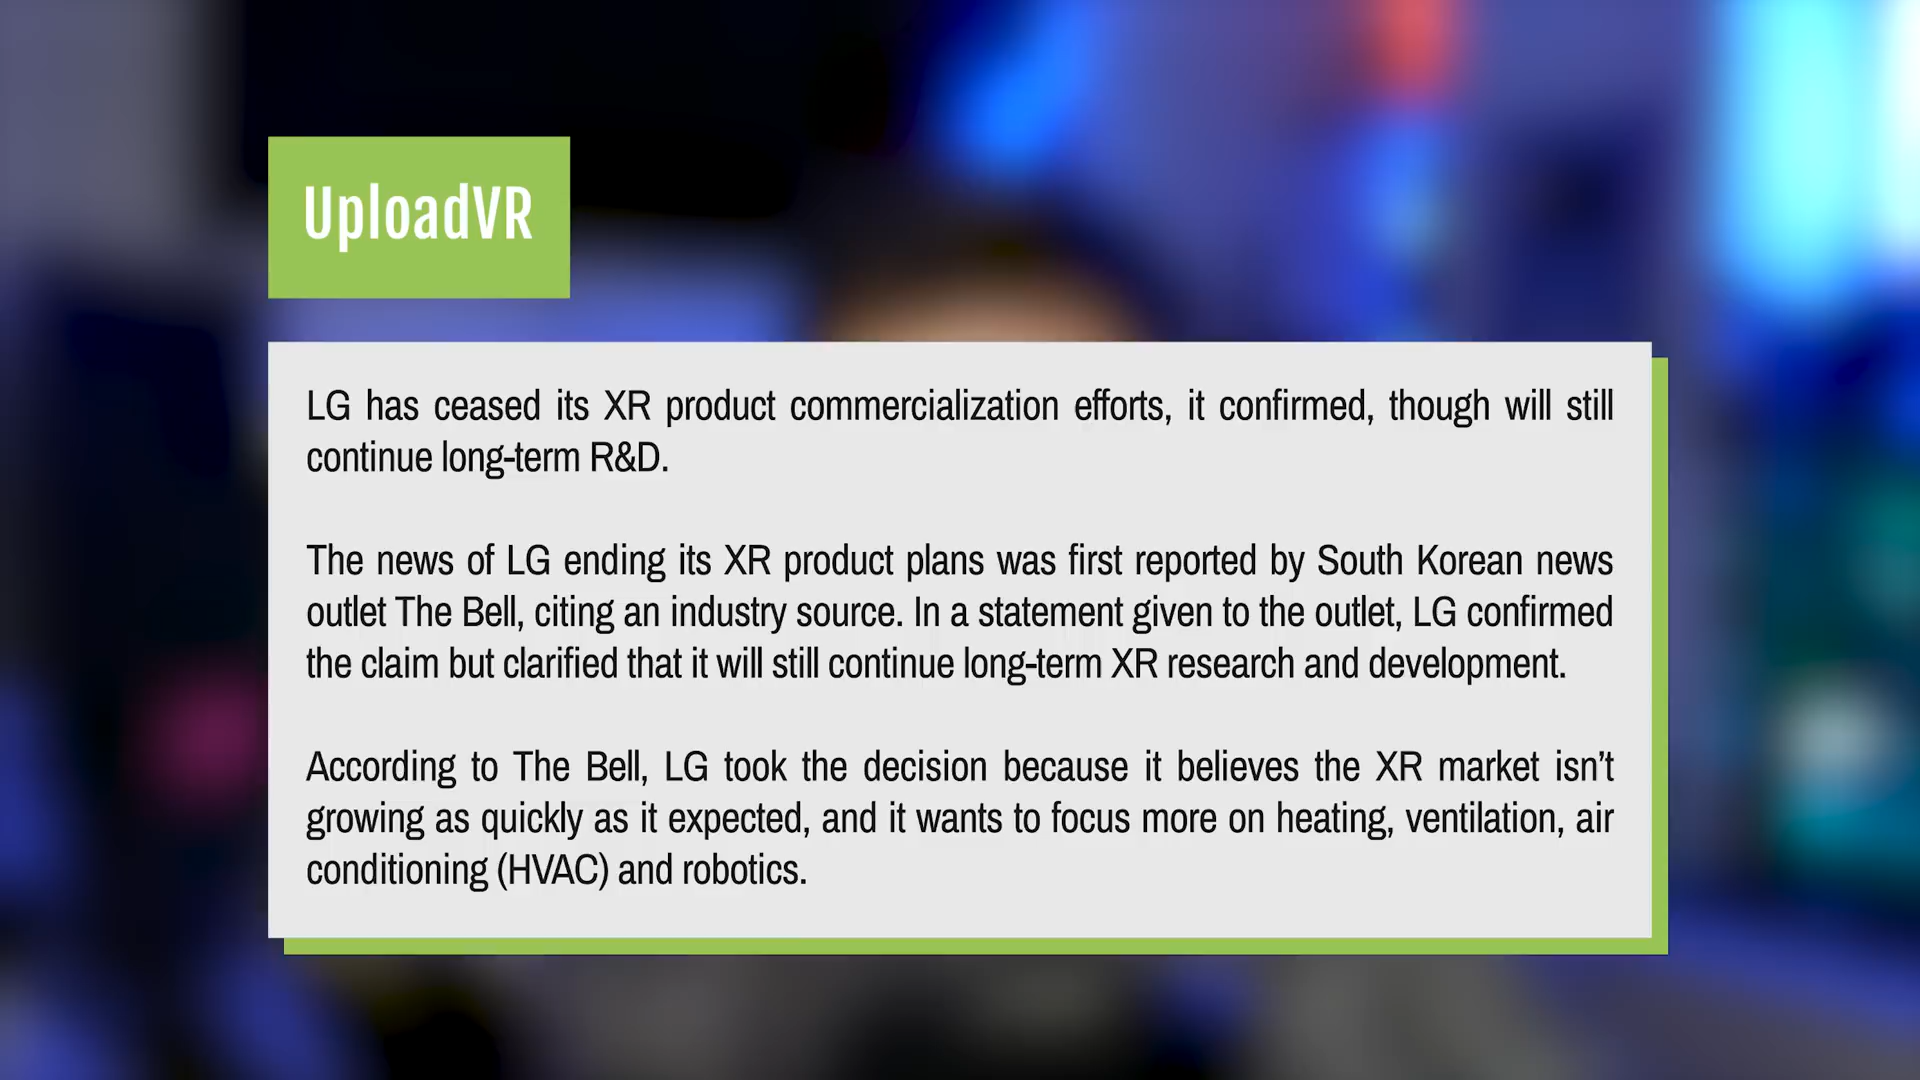 UploadVR
LG has ceased its XR product commercialization efforts, it confirmed, though will still
continue long-term R&D.
The news of LG ending its XR product plans was first reported by South Korean news
outlet The Bell, citing an industry source. In a statement given to the outlet, LG confirmed
the claim but clarified that it will still continue long-term XR research and development.
According to The Bell, LG took the decision because it believes the XR market isn’t
growing as quickly as it expected, and it wants to focus more on heating, ventilation, air
conditioning (HVAC) and robotics.